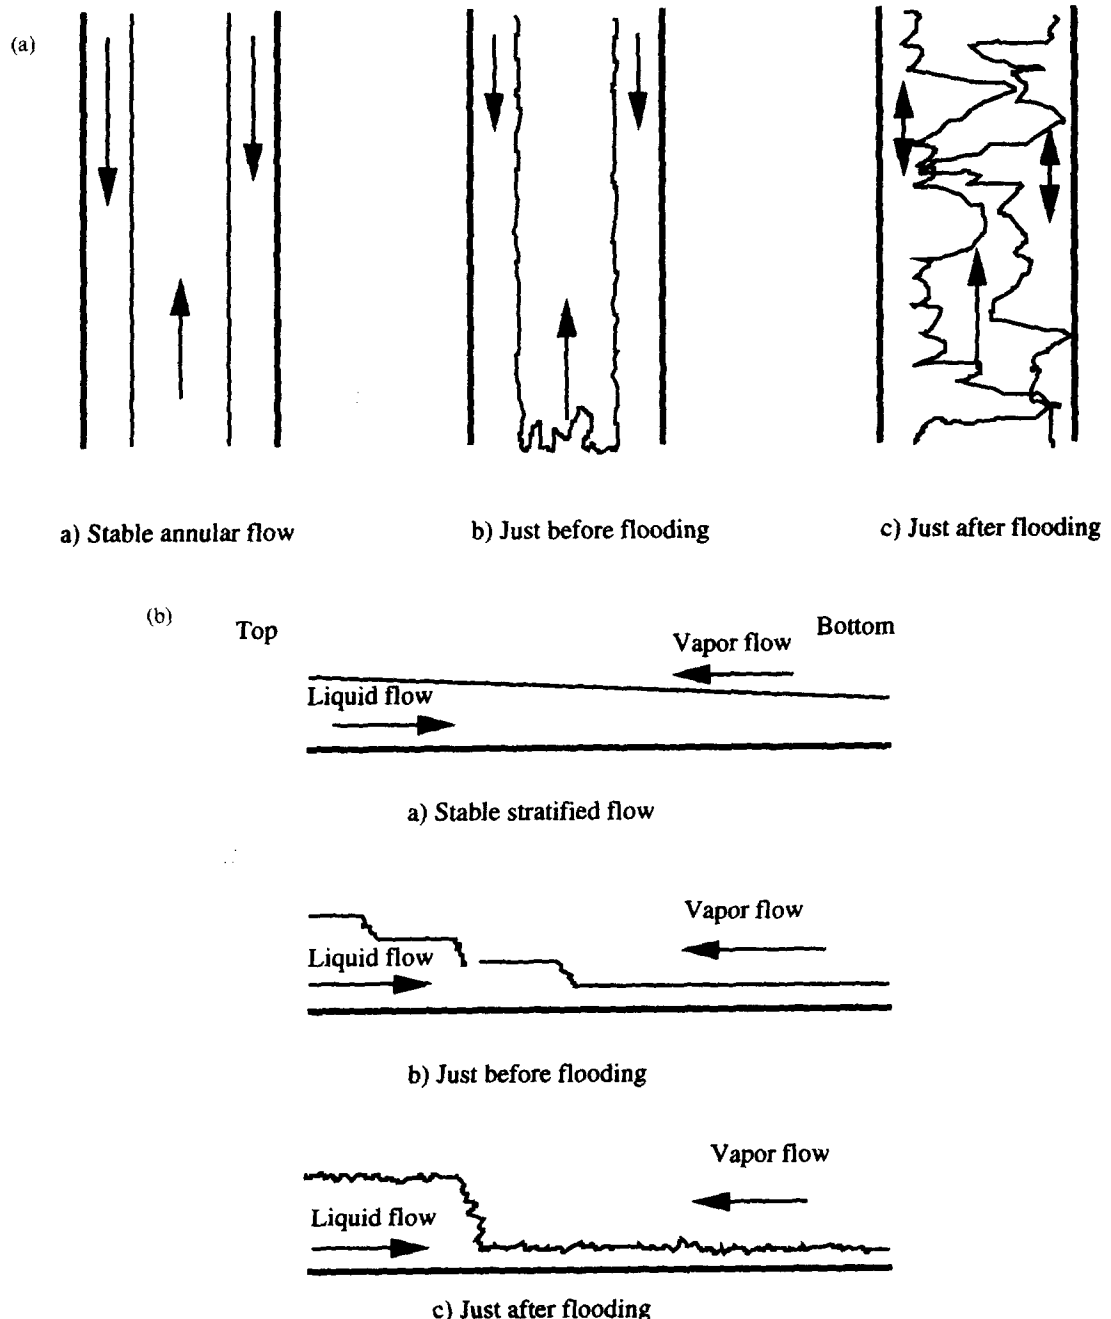 (a)
a) Stable annular flow
b) Just before flooding
c) Just after flooding
(b)
Top
Bottom
Vapor flow
Liquid flow
a) Stable stratified flow
Vapor flow
Liquid flow
b) Just before flooding
Vapor flow
Liquid flow
c) Just after flooding